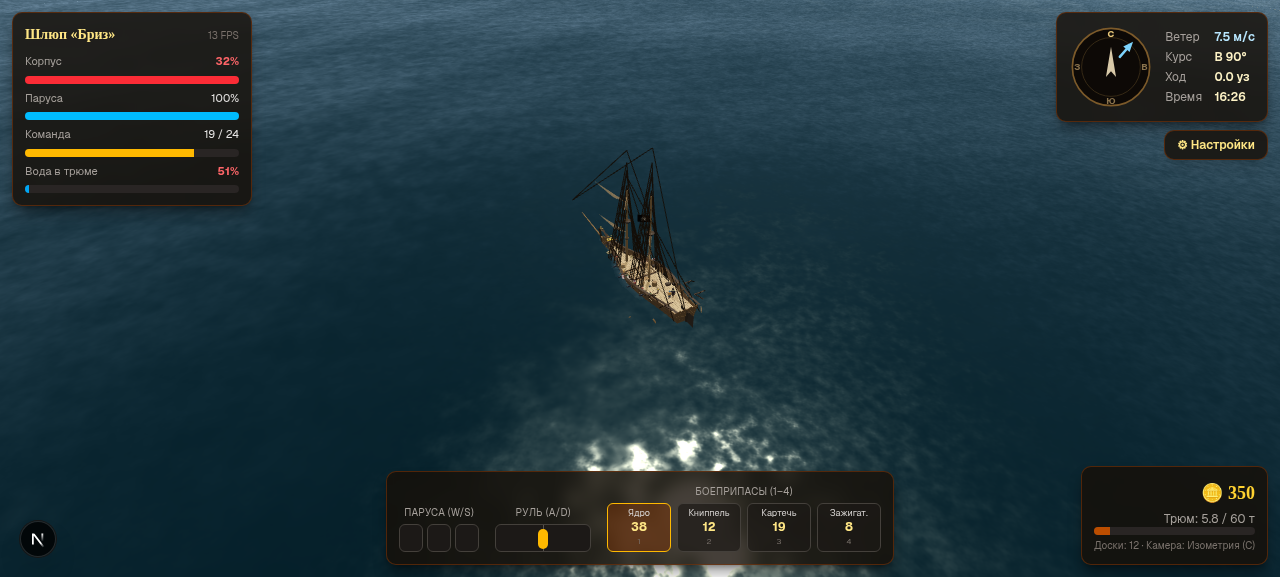 Шлюп «Бриз» 13 FPS
Корпус 32%
Паруса 100%
Команда 19 / 24
Вода в трюме 51%
С
З В
Ю
Ветер 7.5 м/с
Курс В 90°
Ход 0.0 уз
Время 16:26
⚙ Настройки
БОЕПРИПАСЫ (1–4)
ПАРУСА (W/S) РУЛЬ (A/D)
Ядро Книппель Картечь Зажигат.
38 12 19 8
1 2 3 4
350
Трюм: 5.8 / 60 т
Доски: 12 · Камера: Изометрия (C)
N